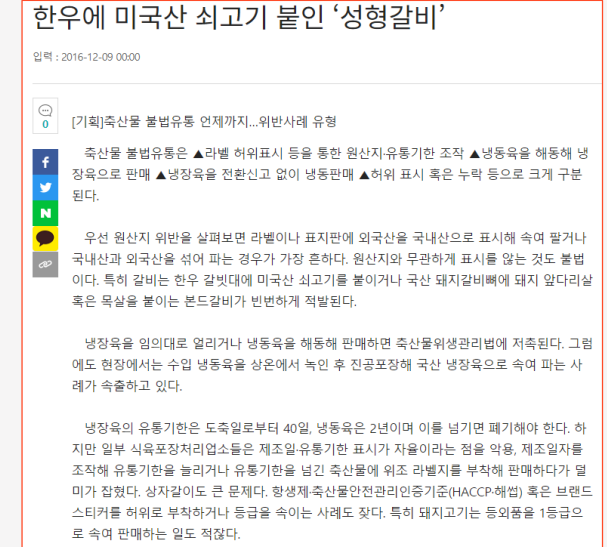 한우에 미국산 쇠고기 붙인 ‘성형갈비’
입력 : 2016-12-09 00:00
0
[기획]축산물 불법유통 언제까지…위반사례 유형
축산물 불법유통은 ▲라벨 허위표시 등을 통한 원산지·유통기한 조작 ▲냉동육을 해동해 냉
장육으로 판매 ▲냉장육을 전환신고 없이 냉동판매 ▲허위 표시 혹은 누락 등으로 크게 구분
된다.
우선 원산지 위반을 살펴보면 라벨이나 표지판에 외국산을 국내산으로 표시해 속여 팔거나
국내산과 외국산을 섞어 파는 경우가 가장 흔하다. 원산지와 무관하게 표시를 않는 것도 불법
이다. 특히 갈비는 한우 갈빗대에 미국산 쇠고기를 붙이거나 국산 돼지갈비뼈에 돼지 앞다리살
혹은 목살을 붙이는 본드갈비가 빈번하게 적발된다.
냉장육을 임의대로 얼리거나 냉동육을 해동해 판매하면 축산물위생관리법에 저촉된다. 그럼
에도 현장에서는 수입 냉동육을 상온에서 녹인 후 진공포장해 국산 냉장육으로 속여 파는 사
례가 속출하고 있다.
냉장육의 유통기한은 도축일로부터 40일, 냉동육은 2년이며 이를 넘기면 폐기해야 한다. 하
지만 일부 식육포장처리업소들은 제조일·유통기한 표시가 자율이라는 점을 악용, 제조일자를
조작해 유통기한을 늘리거나 유통기한을 넘긴 축산물에 위조 라벨지를 부착해 판매하다가 덜
미가 잡혔다. 상자갈이도 큰 문제다. 항생제·축산물안전관리인증기준(HACCP·해썹) 혹은 브랜드
스티커를 허위로 부착하거나 등급을 속이는 사례도 잦다. 특히 돼지고기는 등외품을 1등급으
로 속여 판매하는 일도 적잖다.